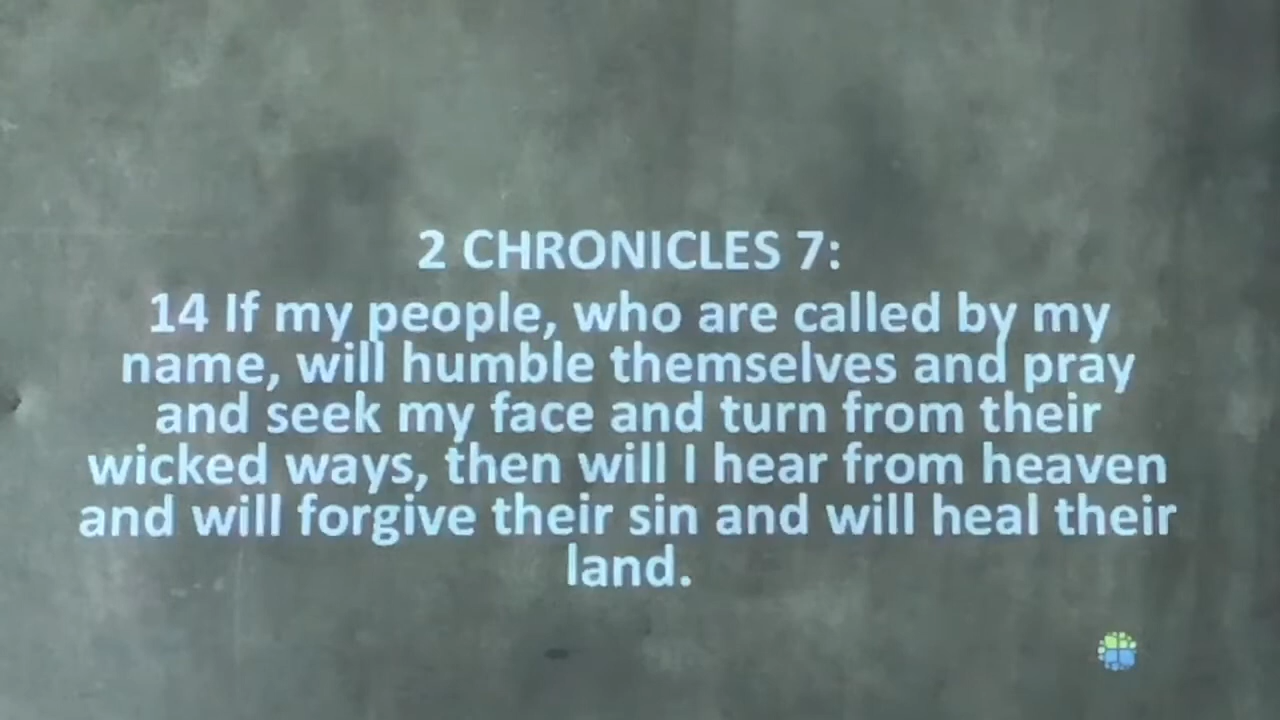 2 CHRONICLES 7:
14 If my people, who are called by my
name, will humble themselves and pray
and seek my face and turn from their
wicked ways, then will I hear from heaven
and will forgive their sin and will heal their
land.